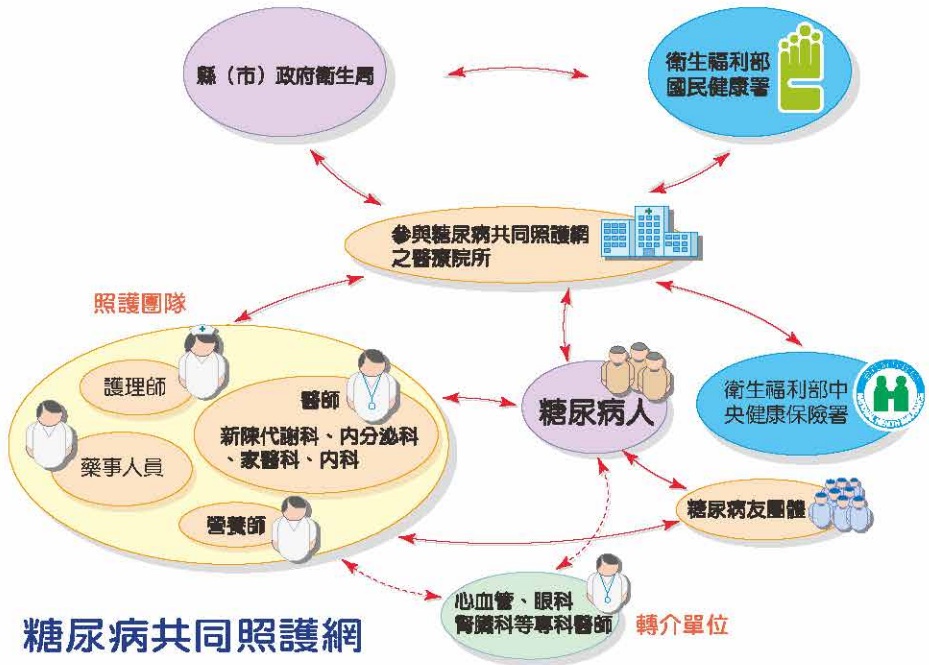 縣（市）政府衛生局
衛生福利部
國民健康署
參與糖尿病共同照護網
之醫療院所
照護團隊
護理師
醫師
新陳代謝科、內分泌科
、家醫科、內科
藥事人員
營養師
糖尿病人
衛生福利部中
央健康保險署
糖尿病友團體
心血管、眼科
腎臟科等專科醫師
轉介單位
糖尿病共同照護網